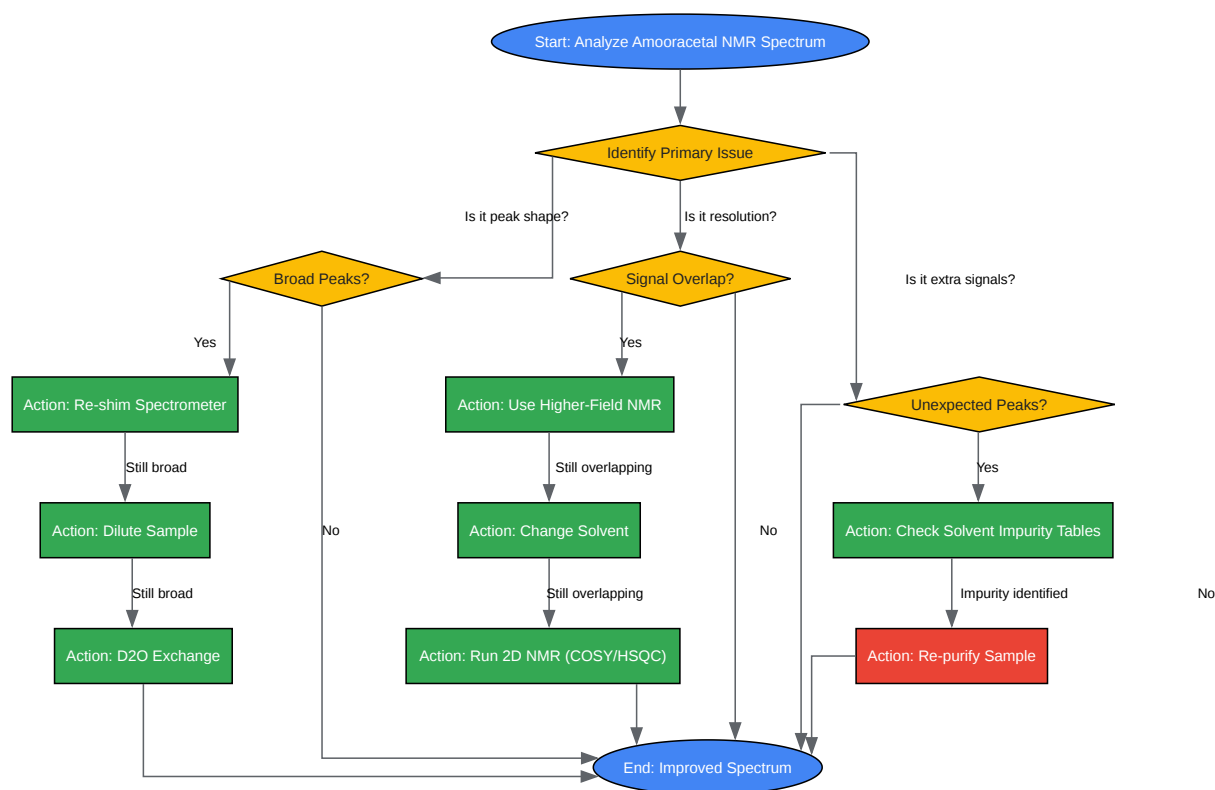 Start: Analyze Amooracetal NMR Spectrum
Identify Primary Issue
Is it peak shape?
Is it resolution?
Broad Peaks?
Signal Overlap?
Is it extra signals?
Yes
Yes
Action: Re-shim Spectrometer
Action: Use Higher-Field NMR
Unexpected Peaks?
Still broad
Still overlapping
Yes
Action: Dilute Sample
No
Action: Change Solvent
No
Action: Check Solvent Impurity Tables
Still broad
Still overlapping
Impurity identified
No
Action: D2O Exchange
Action: Run 2D NMR (COSY/HSQC)
Action: Re-purify Sample
End: Improved Spectrum